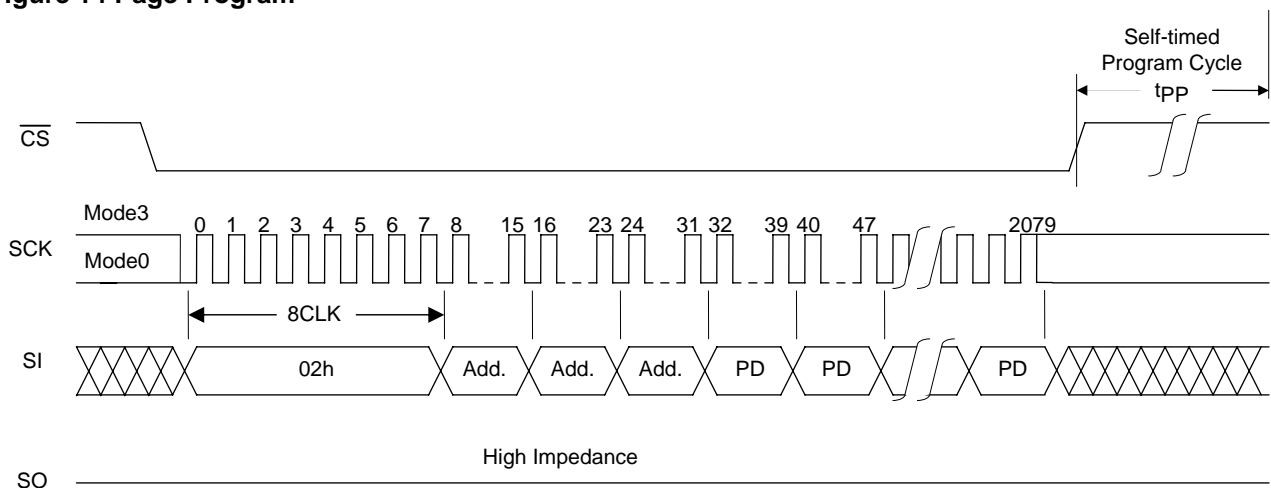 Figure 14 Page Program
Self-timed
Program Cycle
tPP
CS
Mode3
0 1 2 3 4 5 6 7 8 15 16 23 24 31 32 39 40 47 2079
SCK
Mode0
8CLK
SI
02h Add. Add. Add. PD PD PD
High Impedance
SO